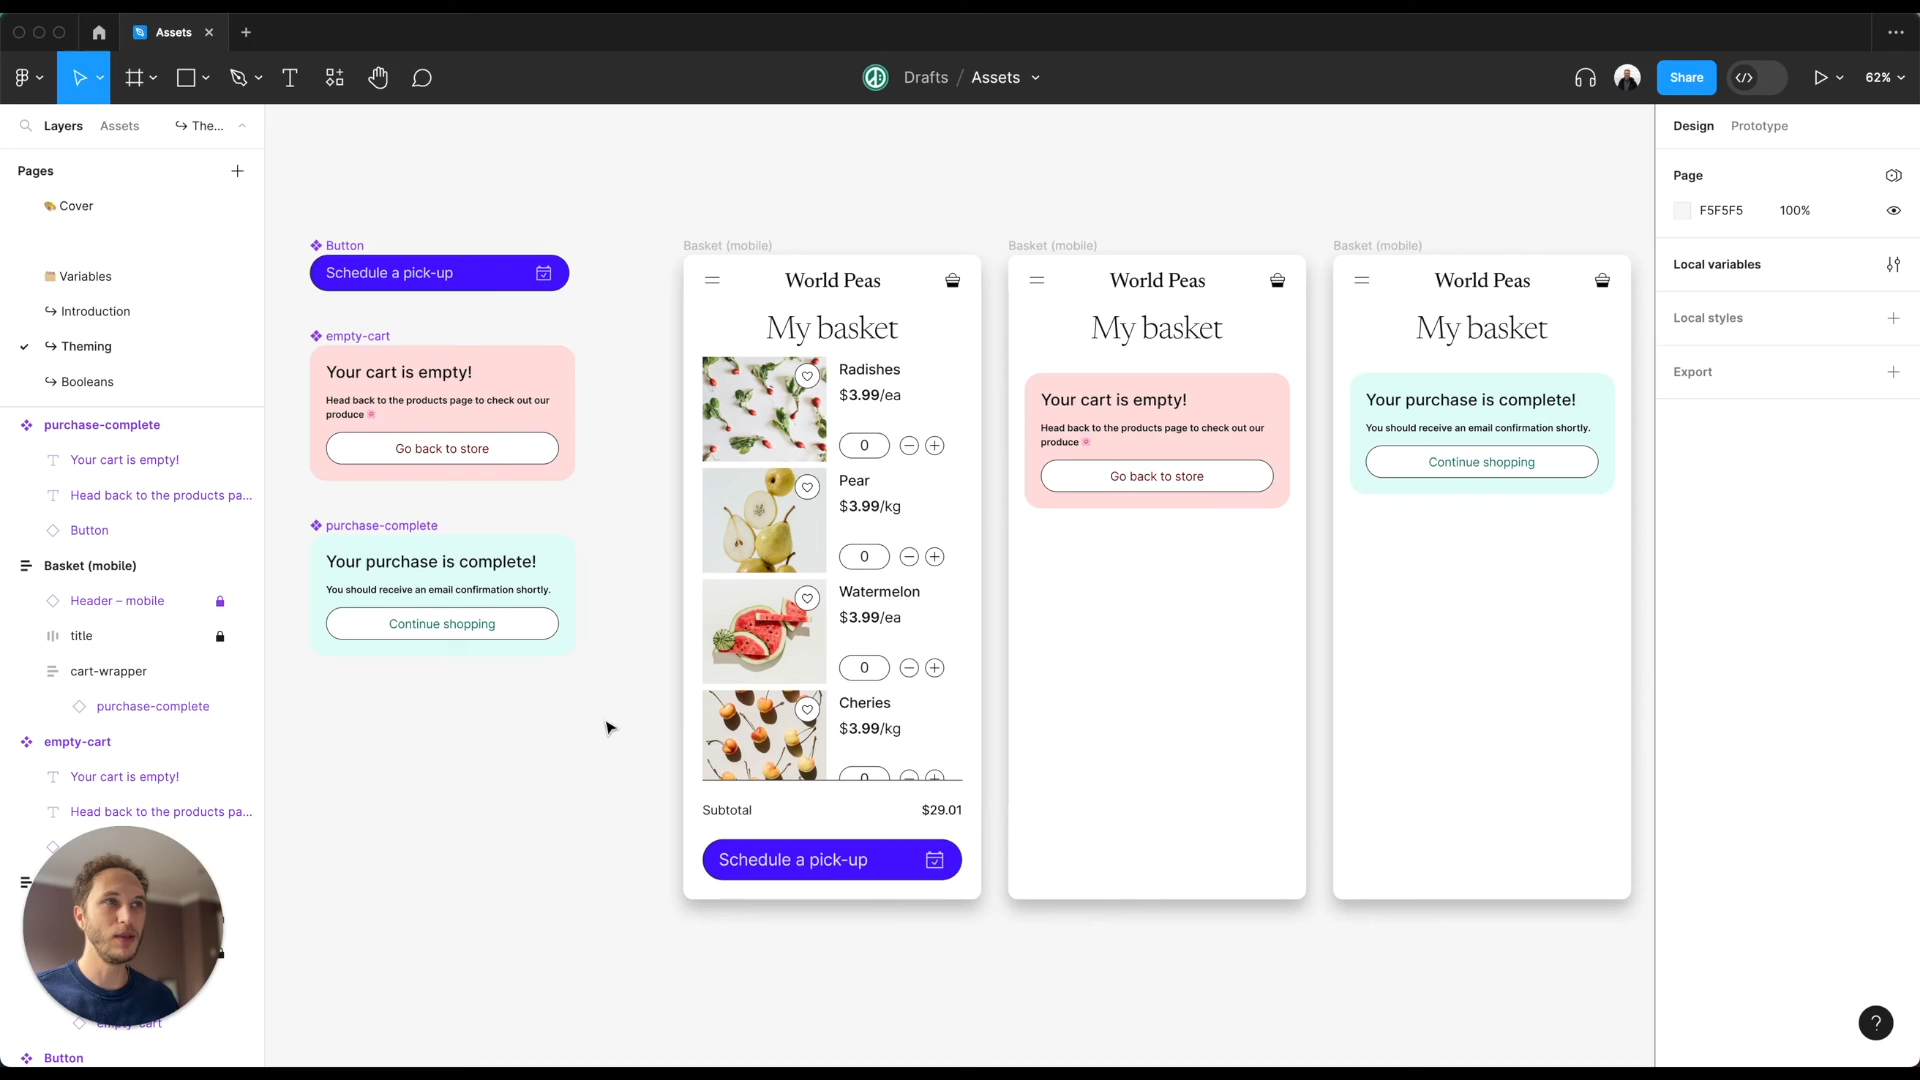 Assets
Drafts / Assets
Share
62%
Layers
Assets
The...
Pages
Cover
Variables
Introduction
Theming
Booleans
purchase-complete
Your cart is empty!
Head back to the products pa...
Button
Basket (mobile)
Header – mobile
title
cart-wrapper
purchase-complete
empty-cart
Your cart is empty!
Head back to the products pa...
empty-cart
Button
Button
Schedule a pick-up
empty-cart
Your cart is empty!
Head back to the products page to check out our
produce
Go back to store
purchase-complete
Your purchase is complete!
You should receive an email confirmation shortly.
Continue shopping
Basket (mobile)
World Peas
My basket
Radishes
$3.99/ea
0
Pear
$3.99/kg
0
Watermelon
$3.99/ea
0
Cheries
$3.99/kg
0
Subtotal
$29.01
Schedule a pick-up
Basket (mobile)
World Peas
My basket
Your cart is empty!
Head back to the products page to check out our
produce
Go back to store
Basket (mobile)
World Peas
My basket
Your purchase is complete!
You should receive an email confirmation shortly.
Continue shopping
Design
Prototype
Page
F5F5F5
100%
Local variables
Local styles
Export
?